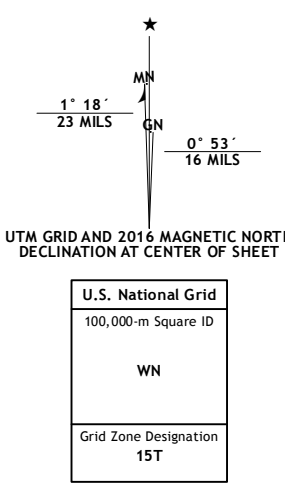 ★
MN
1° 18´
23 MILS
GN
0° 53´
16 MILS
UTM GRID AND 2016 MAGNETIC NORT
DECLINATION AT CENTER OF SHEET
U.S. National Grid
100,000-m Square ID
WN
Grid Zone Designation
15T